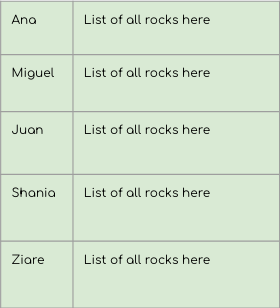 Ana List of all rocks here
Miguel List of all rocks here
Juan List of all rocks here
Shania List of all rocks here
Ziare List of all rocks here